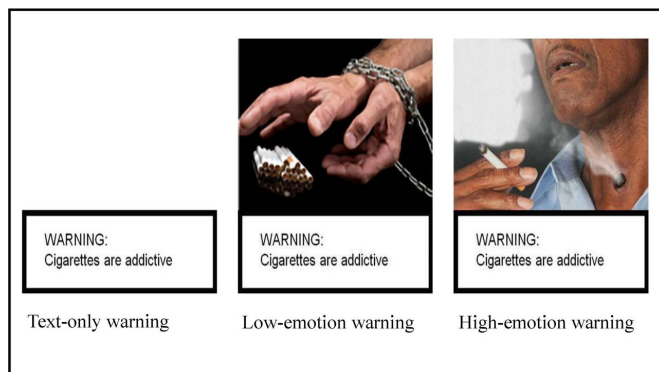 WARNING:
Cigarettes are addictive
WARNING:
Cigarettes are addictive
WARNING:
Cigarettes are addictive
Text-only warning
Low-emotion warning
High-emotion warning